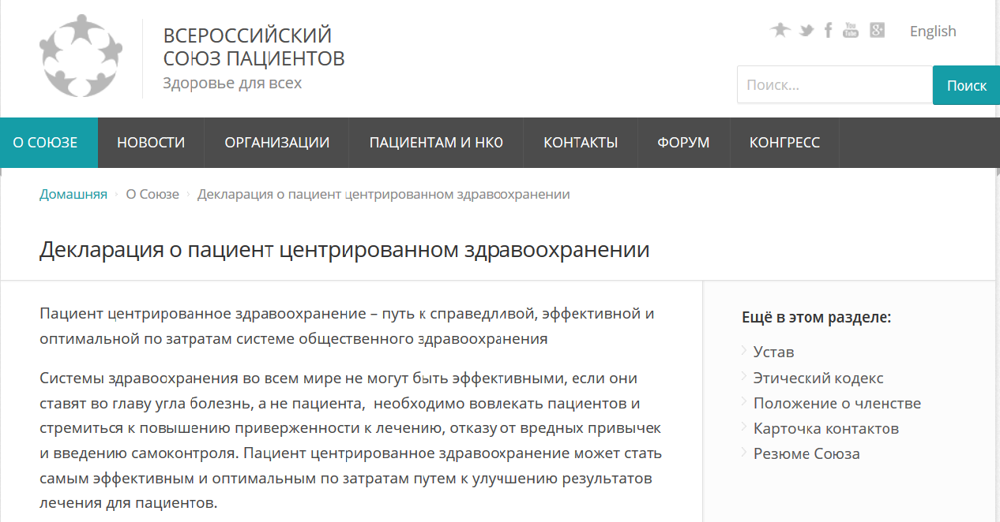 ВСЕРОССИЙСКИЙ
СОЮЗ ПАЦИЕНТОВ
Здоровье для всех
You
Tube
g+
English
Поиск...
Поиск
О СОЮЗЕ
НОВОСТИ
ОРГАНИЗАЦИИ
ПАЦИЕНТАМ И НКО
КОНТАКТЫ
ФОРУМ
КОНГРЕСС
Домашняя
О Союзе
Декларация о пациент центрированном здравоохранении
Декларация о пациент центрированном здравоохранении
Пациент центрированное здравоохранение – путь к справедливой, эффективной и
оптимальной по затратам системе общественного здравоохранения
Системы здравоохранения во всем мире не могут быть эффективными, если они
ставят во главу угла болезнь, а не пациента, необходимо вовлекать пациентов и
стремиться к повышению приверженности к лечению, отказу от вредных привычек
и введению самоконтроля. Пациент центрированное здравоохранение может стать
самым эффективным и оптимальным по затратам путем к улучшению результатов
лечения для пациентов.
Ещё в этом разделе:
Устав
Этический кодекс
Положение о членстве
Карточка контактов
Резюме Союза